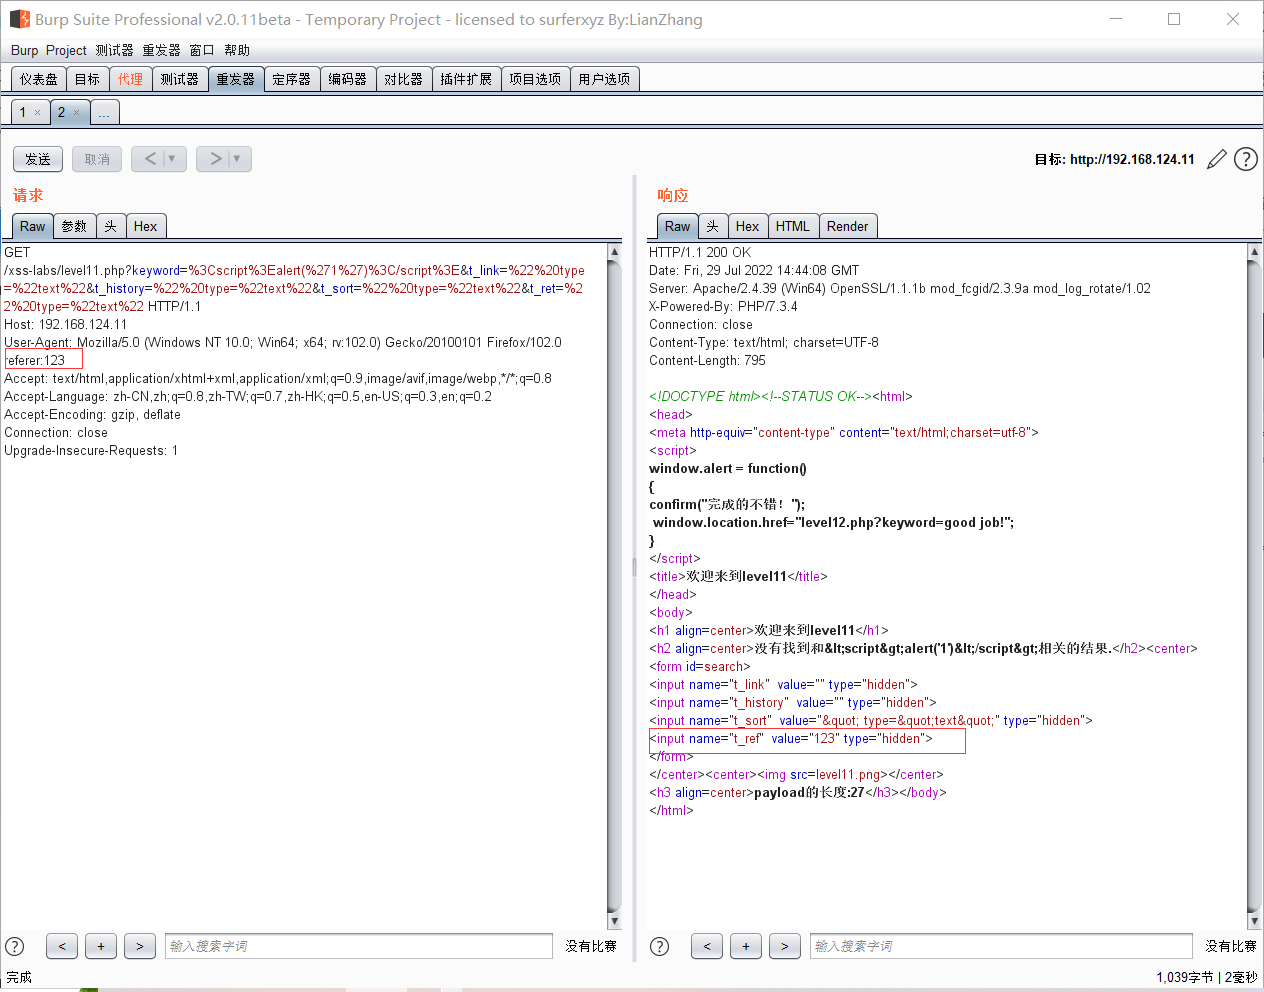 Burp Suite Professional v2.0.11beta - Temporary Project - licensed to surferxyz By:LianZhang
Burp Project 测试器 重发器 窗口 帮助
仪表盘 目标 代理 测试器 重发器 定序器 编码器 对比器 插件扩展 项目选项 用户选项
1 × 2 × ...
发送 取消 < ▼ > ▼ 目标: http://192.168.124.11 ?
请求
Raw 参数 头 Hex
GET
/xss-labs/level11.php?keyword=%3Cscript%3Ealert(%271%27)%3C/script%3E&t_link=%22%20type
=%22text%22&t_history=%22%20type=%22text%22&t_sort=%22%20type=%22text%22&t_ret=%2
2%20type=%22text%22 HTTP/1.1
Host: 192.168.124.11
User-Agent: Mozilla/5.0 (Windows NT 10.0; Win64; x64; rv:102.0) Gecko/20100101 Firefox/102.0
referer:123
Accept: text/html,application/xhtml+xml,application/xml;q=0.9,image/avif,image/webp,*/*;q=0.8
Accept-Language: zh-CN,zh;q=0.8,zh-TW;q=0.7,zh-HK;q=0.5,en-US;q=0.3,en;q=0.2
Accept-Encoding: gzip, deflate
Connection: close
Upgrade-Insecure-Requests: 1
? < + > 输入搜索字词 没有比赛
响应
Raw 头 Hex HTML Render
HTTP/1.1 200 OK
Date: Fri, 29 Jul 2022 14:44:08 GMT
Server: Apache/2.4.39 (Win64) OpenSSL/1.1.1b mod_fcgid/2.3.9a mod_log_rotate/1.02
X-Powered-By: PHP/7.3.4
Connection: close
Content-Type: text/html; charset=UTF-8
Content-Length: 795
<!DOCTYPE html><!--STATUS OK--><html>
<head>
<meta http-equiv="content-type" content="text/html;charset=utf-8">
<script>
window.alert = function()
{
confirm("完成的不错！");
 window.location.href="level12.php?keyword=good job!";
}
</script>
<title>欢迎来到level11</title>
</head>
<body>
<h1 align=center>欢迎来到level11</h1>
<h2 align=center>没有找到和&lt;script&gt;alert('1')&lt;/script&gt;相关的结果.</h2><center>
<form id=search>
<input name="t_link"  value="" type="hidden">
<input name="t_history"  value="" type="hidden">
<input name="t_sort"  value="&quot; type=&quot;text&quot;" type="hidden">
<input name="t_ref"  value="123" type="hidden">
</form>
</center><center><img src=level11.png></center>
<h3 align=center>payload的长度:27</h3></body>
</html>
? < + > 输入搜索字词 没有比赛
完成 1,039字节 | 2毫秒